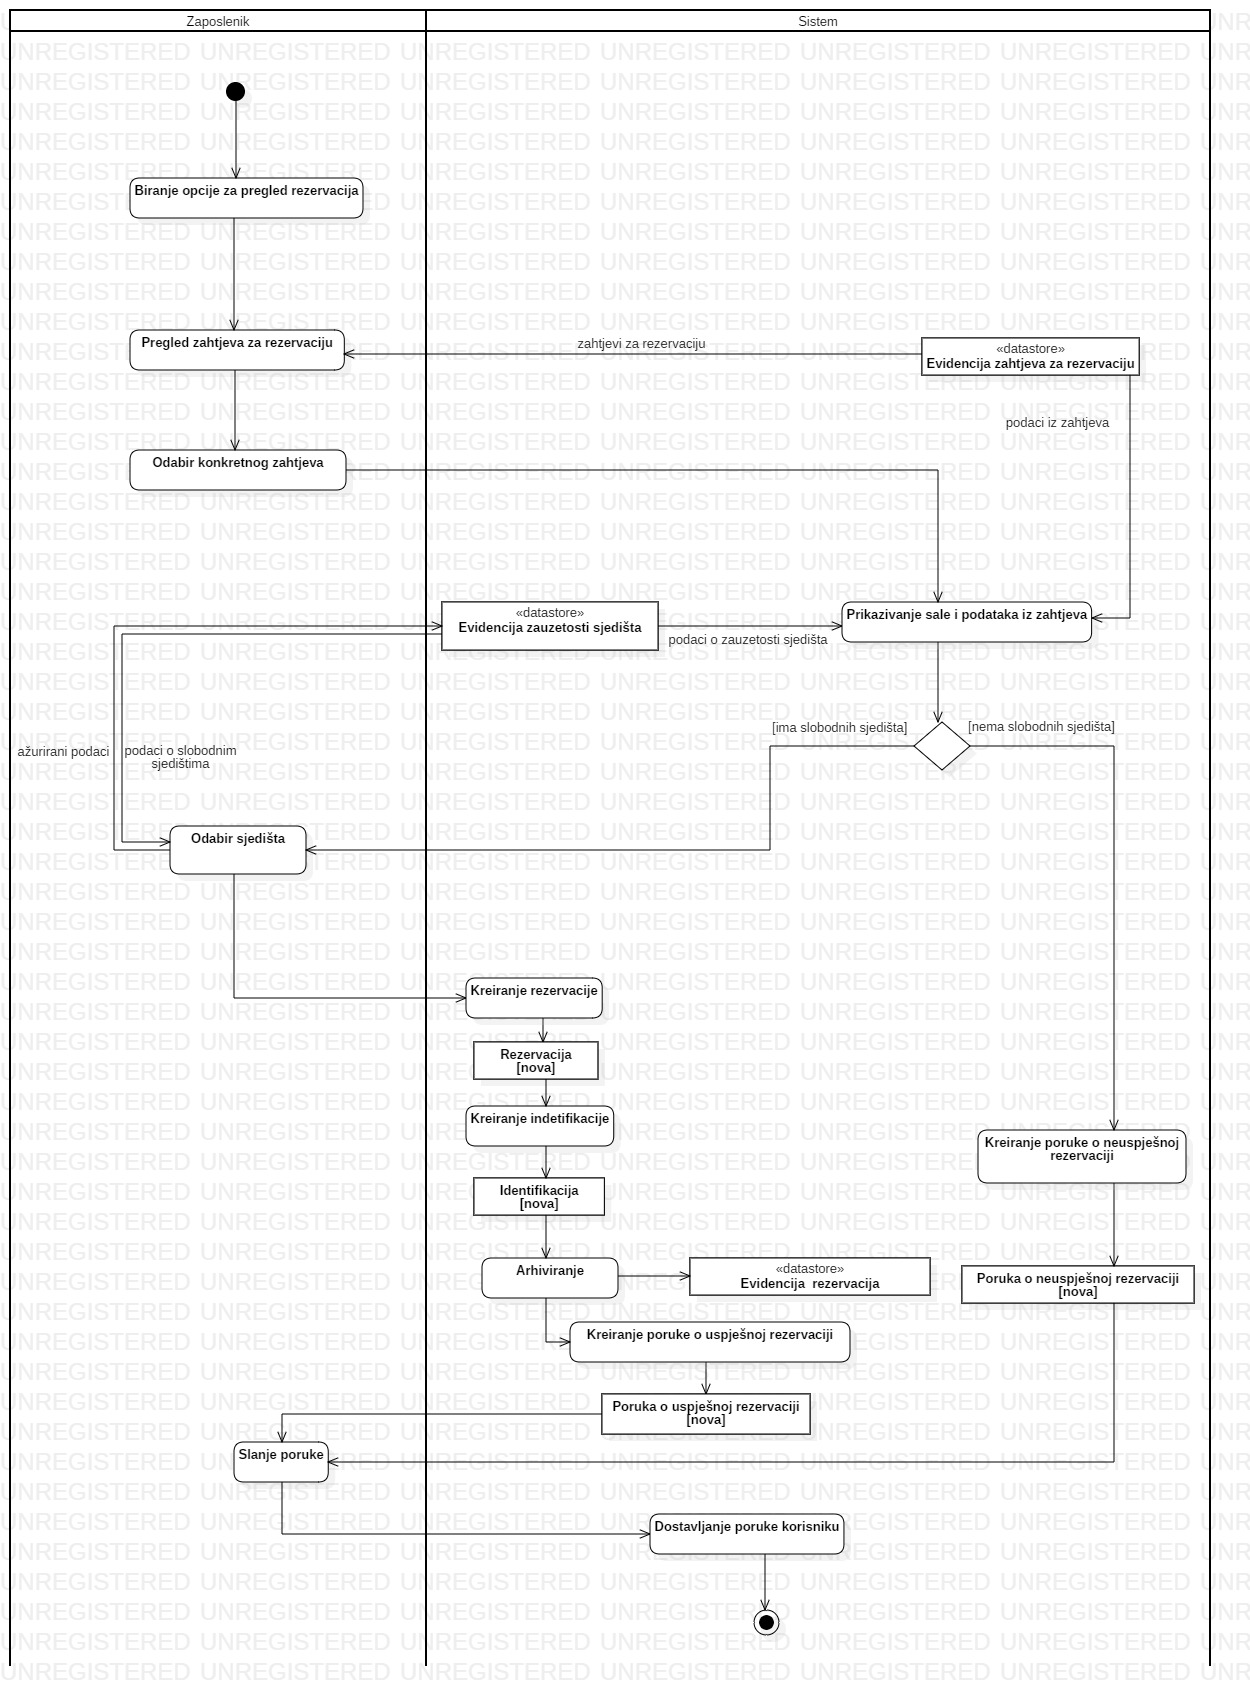 Zaposlenik
Sistem
Biranje opcije za pregled rezervacija
Pregled zahtjeva za rezervaciju
zahtjevi za rezervaciju
«datastore»
Evidencija zahtjeva za rezervaciju
podaci iz zahtjeva
Odabir konkretnog zahtjeva
«datastore»
Evidencija zauzetosti sjedišta
podaci o zauzetosti sjedišta
Prikazivanje sale i podataka iz zahtjeva
[ima slobodnih sjedišta]
[nema slobodnih sjedišta]
ažurirani podaci
podaci o slobodnim
sjedištima
Odabir sjedišta
Kreiranje rezervacije
Rezervacija
[nova]
Kreiranje indetifikacije
Kreiranje poruke o neuspješnoj
rezervaciji
Identifikacija
[nova]
Arhiviranje
«datastore»
Evidencija  rezervacija
Poruka o neuspješnoj rezervaciji
[nova]
Kreiranje poruke o uspješnoj rezervaciji
Poruka o uspješnoj rezervaciji
[nova]
Slanje poruke
Dostavljanje poruke korisniku
UNREGISTERED